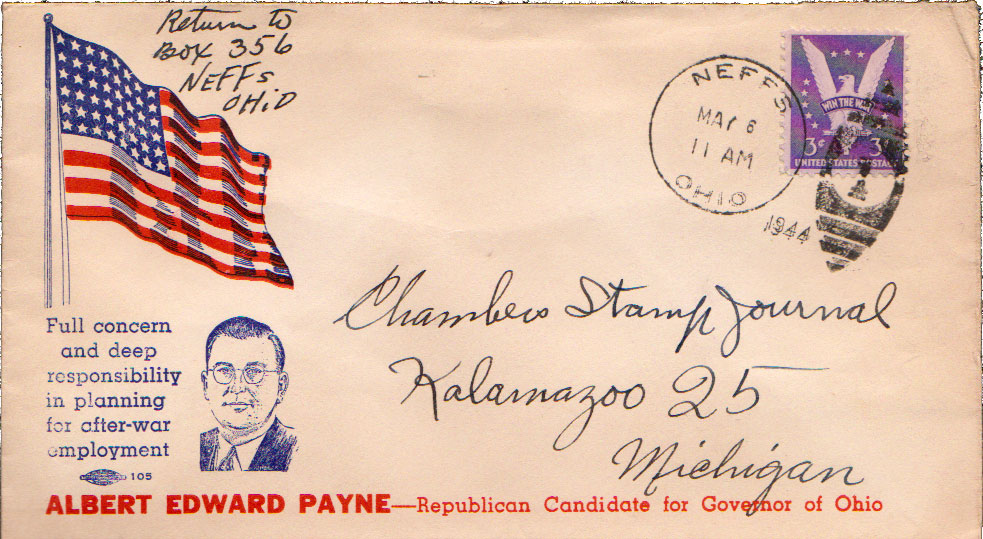 Return to
Box 356
NEFFs
OHiO
NEFFS
MAY 6
11 AM
OHIO
1944
WIN THE WAR
3¢ 3¢
UNITED STATES POSTAGE
Chambers Stamp Journal
Kalamazoo 25
Michigan
Full concern
and deep
responsibility
in planning
for after-war
employment
105
ALBERT EDWARD PAYNE—Republican Candidate for Governor of Ohio